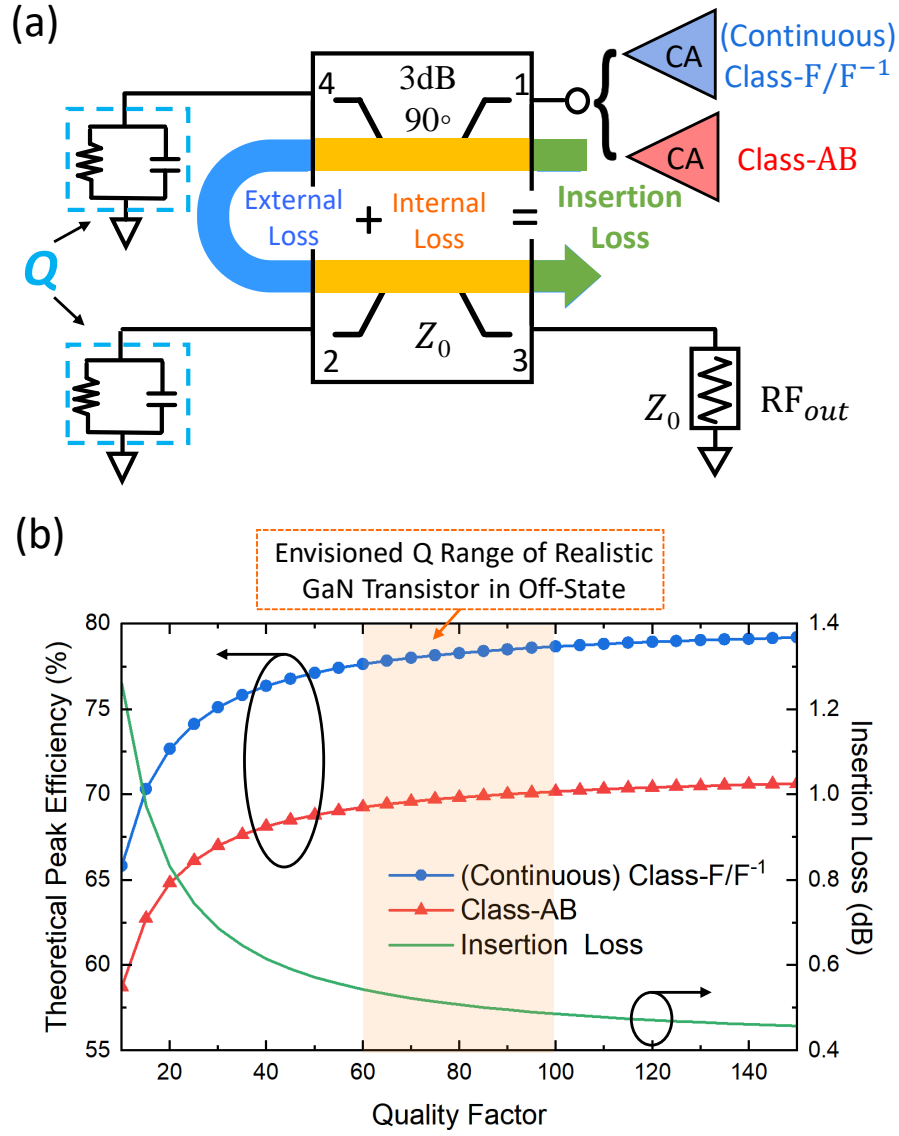 (a)
4
3dB
90°
1
CA
(Continuous)
Class-F/F⁻¹
CA
Class-AB
External
Loss
+
Internal
Loss
=
Insertion
Loss
Q
2
Z₀
3
Z₀
RFₒᵤₜ
(b)
Envisioned Q Range of Realistic
GaN Transistor in Off-State
Theoretical Peak Efficiency (%)
80
75
70
65
60
55
1.4
1.2
1.0
0.8
0.6
0.4
Insertion Loss (dB)
(Continuous) Class-F/F⁻¹
Class-AB
Insertion Loss
20 40 60 80 100 120 140
Quality Factor